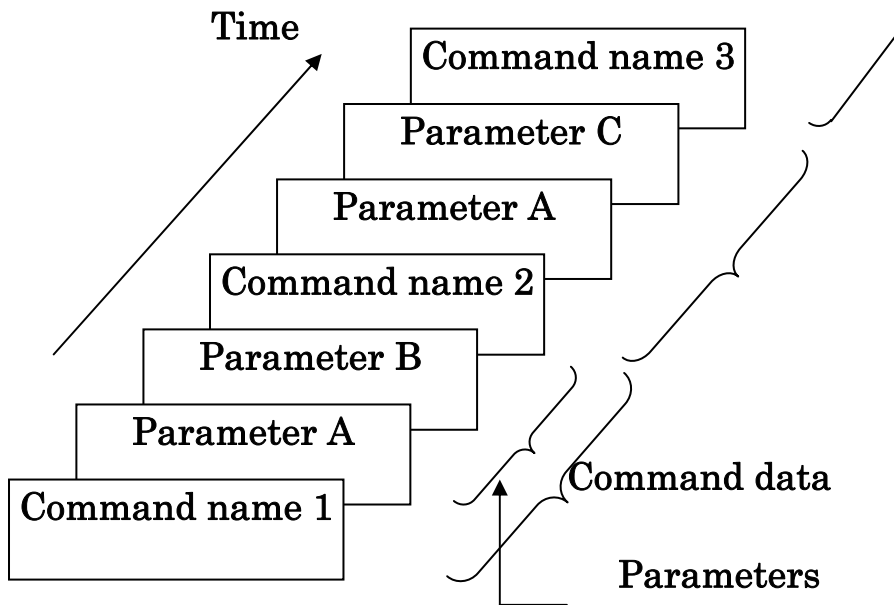 Time
Command name 3
Parameter C
Parameter A
Command name 2
Parameter B
Parameter A
Command name 1
Command data
Parameters